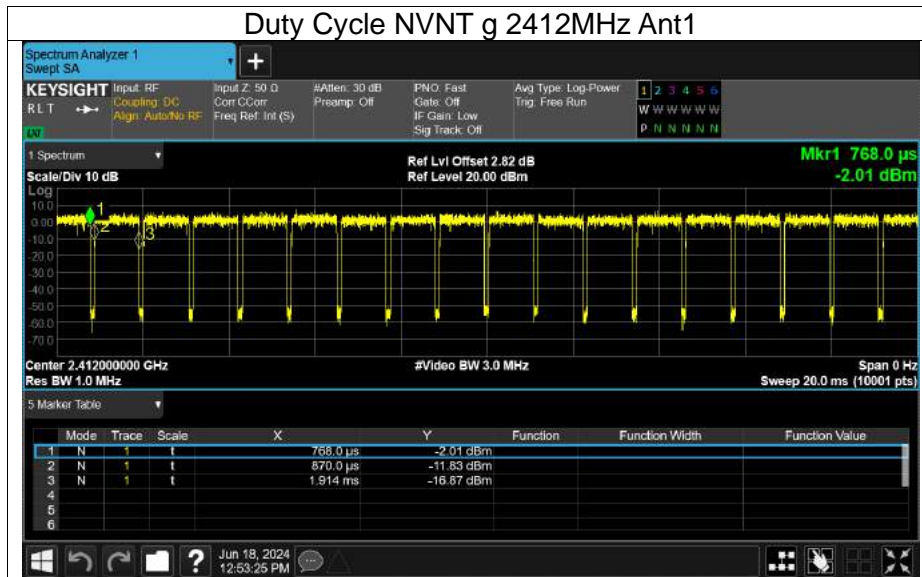 Duty Cycle NVNT g 2412MHz Ant1
Spectrum Analyzer 1
Swept SA
+
KEYSIGHT Input: RF Input Z: 50 Ω #Atten: 30 dB PNO: Fast Avg Type: Log-Power 1 2 3 4 5 6
RLT Coupling: DC Corr CCorr Preamp: Off Gate: Off Trig: Free Run W W W W W W
Align: Auto/No RF Freq Ref: Int (S) IF Gain: Low P N N N N N
Sig Track: Off
1 Spectrum Ref Lvl Offset 2.82 dB Mkr1 768.0 µs
Scale/Div 10 dB Ref Level 20.00 dBm -2.01 dBm
Log
10.0
0.00
-10.0
-20.0
-30.0
-40.0
-50.0
-60.0
-70.0
1
2
3
Center 2.412000000 GHz #Video BW 3.0 MHz Span 0 Hz
Res BW 1.0 MHz Sweep 20.0 ms (10001 pts)
5 Marker Table
Mode Trace Scale X Y Function Function Width Function Value
1 N 1 t 768.0 µs -2.01 dBm
2 N 1 t 870.0 µs -11.83 dBm
3 N 1 t 1.914 ms -16.87 dBm
4
5
6
? Jun 18, 2024
12:53:25 PM